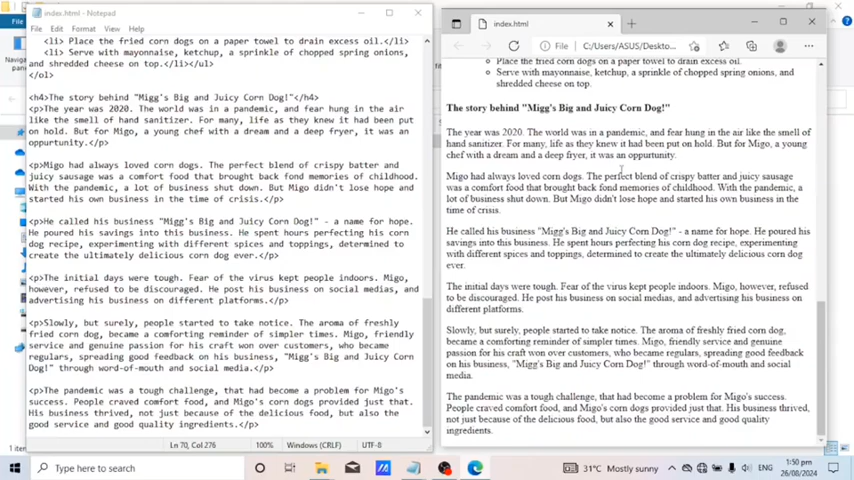 index.html - Notepad
File Edit Format View Help
<li> Place the fried corn dogs on a paper towel to drain excess oil.</li>
<li> Serve with mayonnaise, ketchup, a sprinkle of chopped spring onions,
and shredded cheese on top.</li></ul>
</ol>
<h4>The story behind "Migg's Big and Juicy Corn Dog!"</h4>
<p>The year was 2020. The world was in a pandemic, and fear hung in the air
like the smell of hand sanitizer. For many, life as they knew it had been put
on hold. But for Migo, a young chef with a dream and a deep fryer, it was an
oppurtunity.</p>
<p>Migo had always loved corn dogs. The perfect blend of crispy batter and
juicy sausage was a comfort food that brought back fond memories of childhood.
With the pandemic, a lot of business shut down. But Migo didn't lose hope and
started his own business in the time of crisis.</p>
<p>He called his business "Migg's Big and Juicy Corn Dog!" - a name for hope.
He poured his savings into this business. He spent hours perfecting his corn
dog recipe, experimenting with different spices and toppings, determined to
create the ultimately delicious corn dog ever.</p>
<p>The initial days were tough. Fear of the virus kept people indoors. Migo,
however, refused to be discouraged. He post his business on social medias, and
advertising his business on different platforms.</p>
<p>Slowly, but surely, people started to take notice. The aroma of freshly
fried corn dog, became a comforting reminder of simpler times. Migo, friendly
service and genuine passion for his craft won over customers, who became
regulars, spreading good feedback on his business, "Migg's Big and Juicy Corn
Dog!" through word-of-mouth and social media.</p>
<p>The pandemic was a tough challenge, that had become a problem for Migo's
success. People craved comfort food, and Migo's corn dogs provided just that.
His business thrived, not just because of the delicious food, but also the
good service and good quality ingredients.</p>
Ln 70, Col 276 100% Windows (CRLF) UTF-8
index.html
File C:/Users/ASUS/Deskto...
Place the fried corn dogs on a paper towel to drain excess oil.
Serve with mayonnaise, ketchup, a sprinkle of chopped spring onions, and
shredded cheese on top.
The story behind "Migg's Big and Juicy Corn Dog!"
The year was 2020. The world was in a pandemic, and fear hung in the air like the smell of
hand sanitizer. For many, life as they knew it had been put on hold. But for Migo, a young
chef with a dream and a deep fryer, it was an oppurtunity.
Migo had always loved corn dogs. The perfect blend of crispy batter and juicy sausage
was a comfort food that brought back fond memories of childhood. With the pandemic, a
lot of business shut down. But Migo didn't lose hope and started his own business in the
time of crisis.
He called his business "Migg's Big and Juicy Corn Dog!" - a name for hope. He poured his
savings into this business. He spent hours perfecting his corn dog recipe, experimenting
with different spices and toppings, determined to create the ultimately delicious corn dog
ever.
The initial days were tough. Fear of the virus kept people indoors. Migo, however, refused
to be discouraged. He post his business on social medias, and advertising his business on
different platforms.
Slowly, but surely, people started to take notice. The aroma of freshly fried corn dog,
became a comforting reminder of simpler times. Migo, friendly service and genuine
passion for his craft won over customers, who became regulars, spreading good feedback
on his business, "Migg's Big and Juicy Corn Dog!" through word-of-mouth and social
media.
The pandemic was a tough challenge, that had become a problem for Migo's success.
People craved comfort food, and Migo's corn dogs provided just that. His business thrived,
not just because of the delicious food, but also the good service and good quality
ingredients.
File
1 item
Type here to search
31°C Mostly sunny
ENG
1:50 pm
26/08/2024